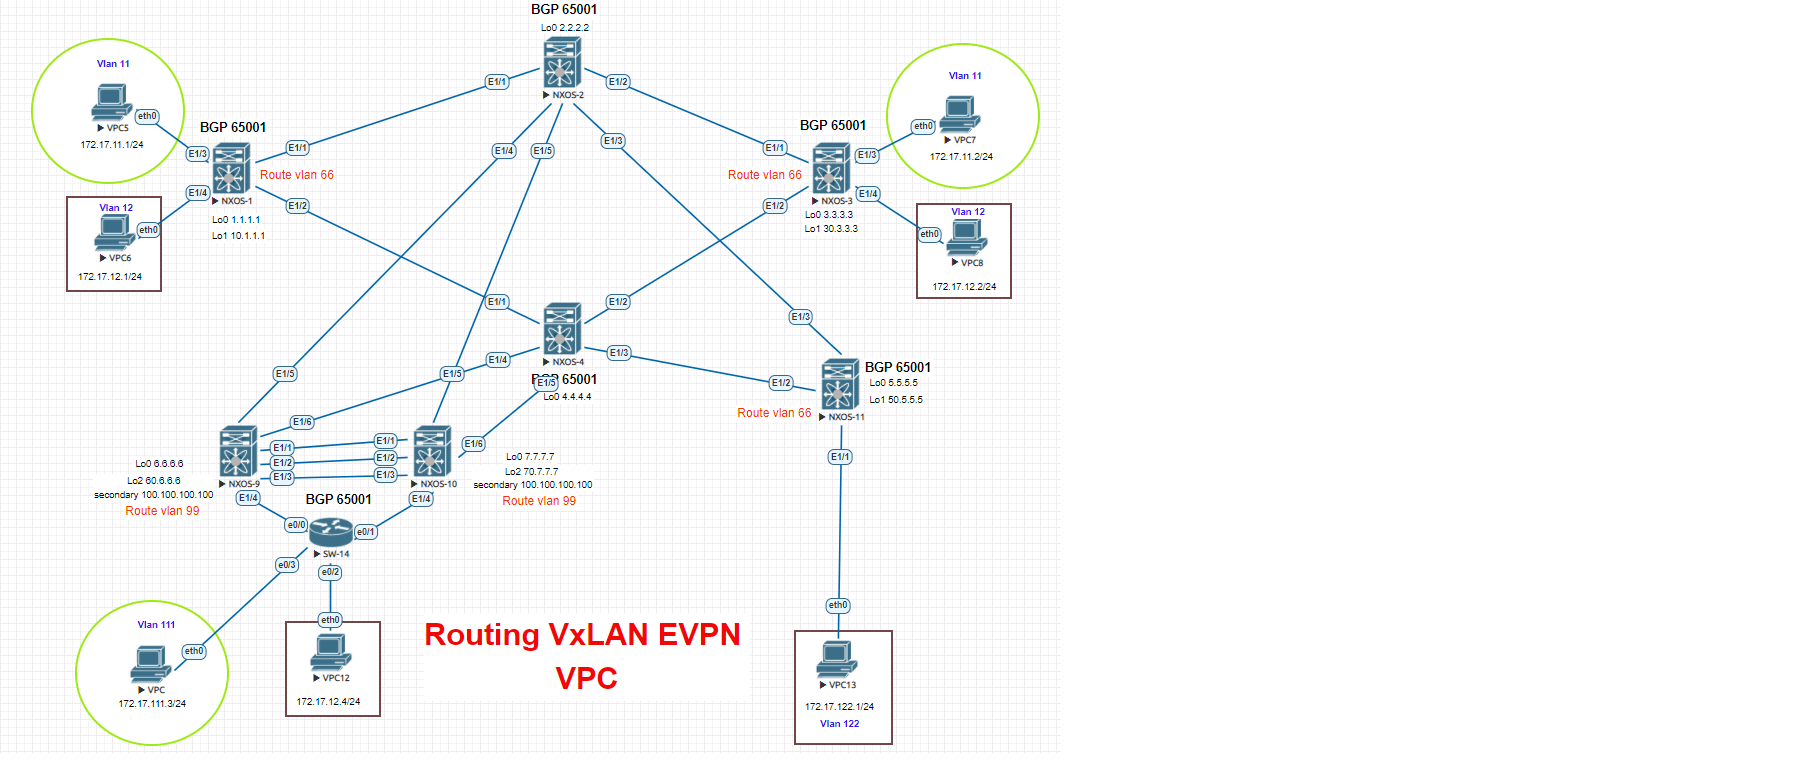 BGP 65001
Lo0 2.2.2.2
NXOS-2
E1/1
E1/2
E1/4
E1/5
E1/3
Vlan 11
VPC5
eth0
172.17.11.1/24
BGP 65001
E1/3
E1/1
Route vlan 66
E1/4
NXOS-1
E1/2
Lo0 1.1.1.1
Lo1 10.1.1.1
Vlan 12
eth0
VPC6
172.17.12.1/24
Vlan 11
eth0
VPC7
172.17.11.2/24
BGP 65001
E1/1
E1/3
Route vlan 66
E1/4
NXOS-3
E1/2
Lo0 3.3.3.3
Lo1 30.3.3.3
Vlan 12
eth0
VPC8
172.17.12.2/24
E1/1
E1/2
NXOS-4
E1/4
E1/3
BGP 65001
E1/5
Lo0 4.4.4.4
E1/3
E1/2
BGP 65001
Lo0 5.5.5.5
Lo1 50.5.5.5
Route vlan 66
NXOS-11
E1/1
E1/5
E1/5
E1/6
E1/1
E1/1
E1/2
E1/2
E1/3
E1/3
E1/6
Lo0 6.6.6.6
Lo2 60.6.6.6
secondary 100.100.100.100
Route vlan 99
NXOS-9
E1/4
NXOS-10
E1/4
Lo0 7.7.7.7
Lo2 70.7.7.7
secondary 100.100.100.100
Route vlan 99
BGP 65001
e0/0
e0/1
SW-14
e0/3
e0/2
Vlan 111
eth0
VPC
172.17.111.3/24
eth0
VPC12
172.17.12.4/24
Routing VxLAN EVPN
VPC
eth0
VPC13
172.17.122.1/24
Vlan 122